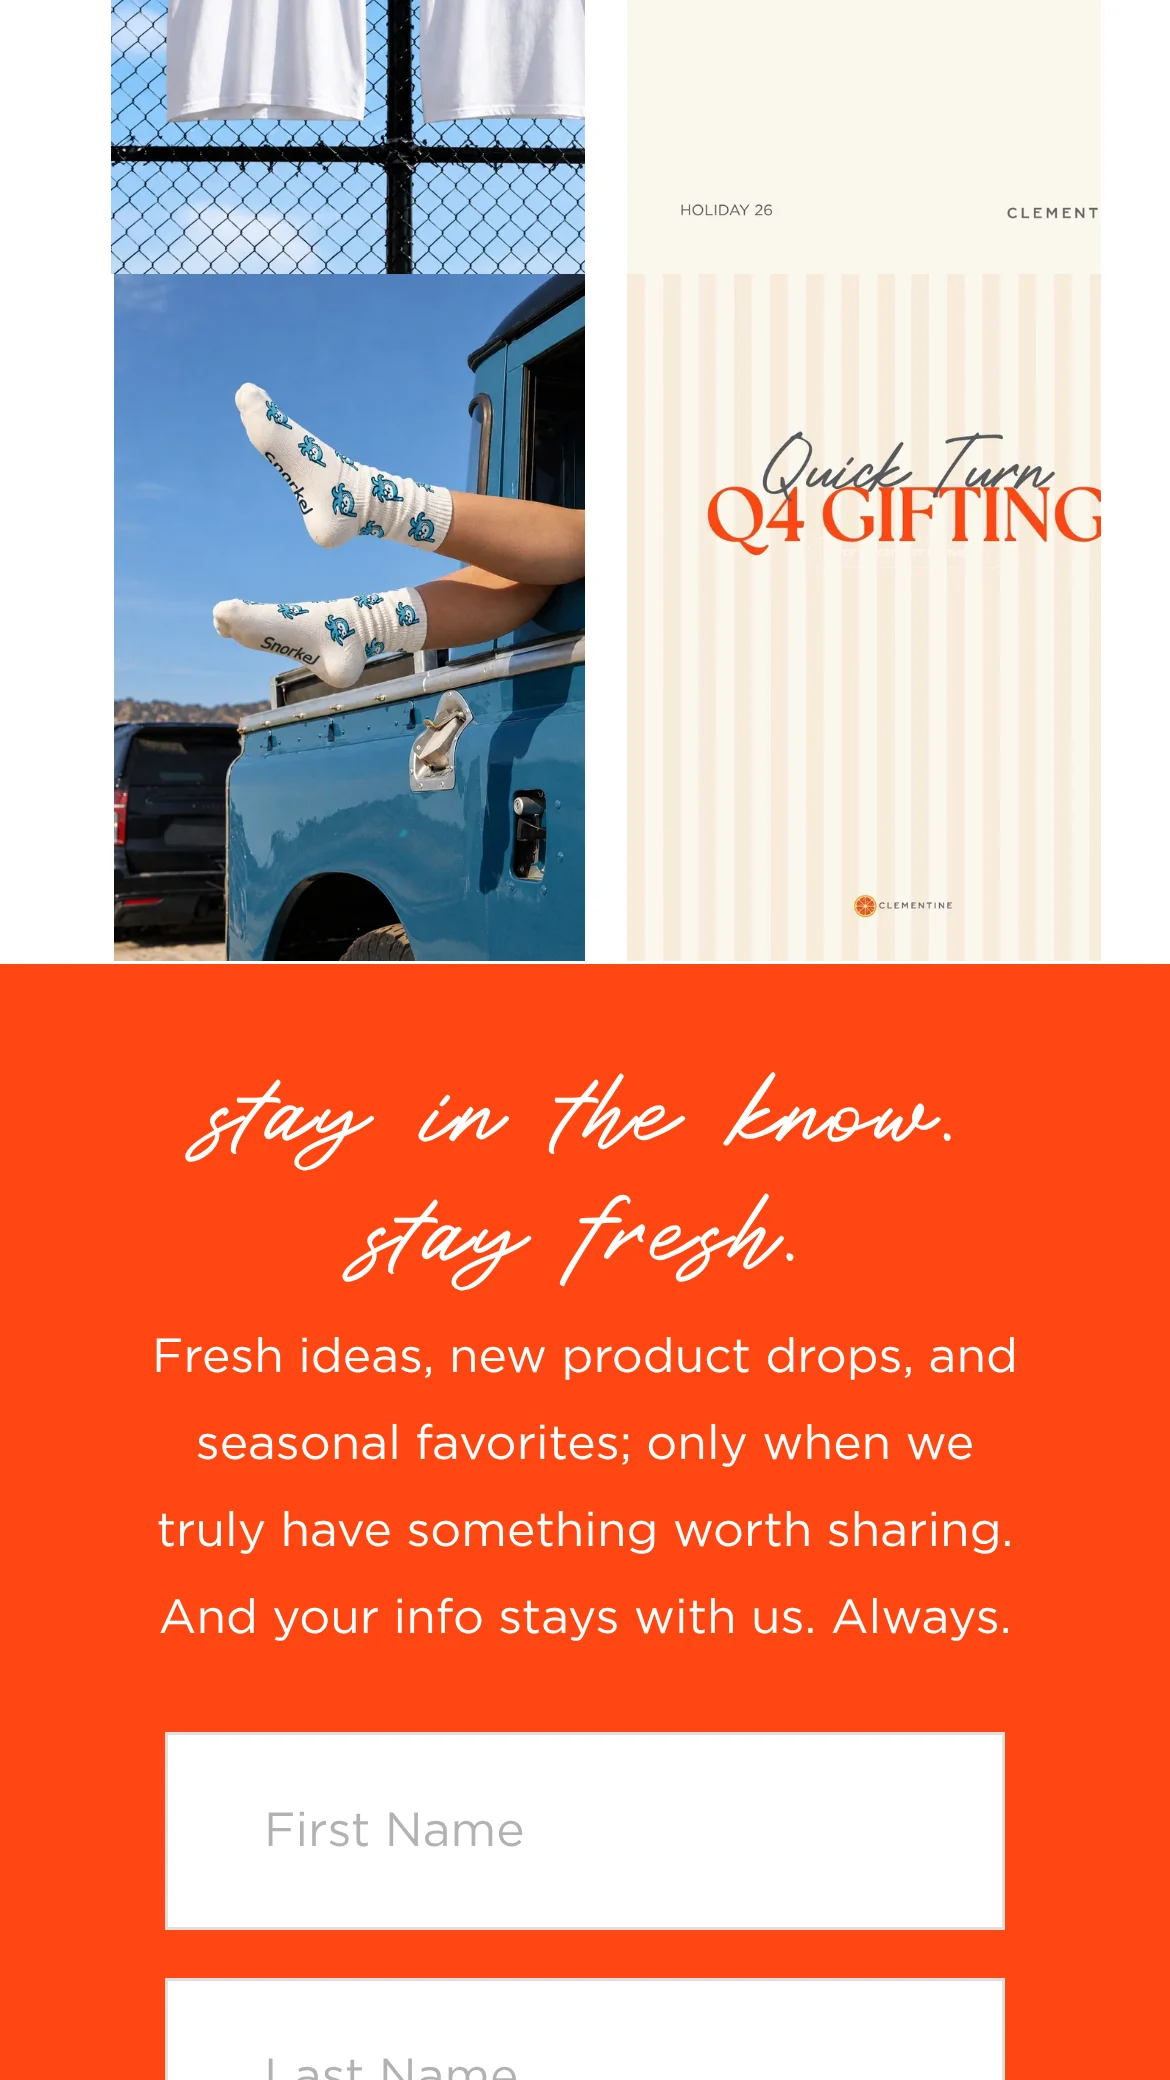 HOLIDAY 26
CLEMENT
snorkel
Snorkel
Quick Turn
Q4 GIFTING
CLEMENTINE
stay in the know.
stay fresh.
Fresh ideas, new product drops, and
seasonal favorites; only when we
truly have something worth sharing.
And your info stays with us. Always.
First Name
Last Name